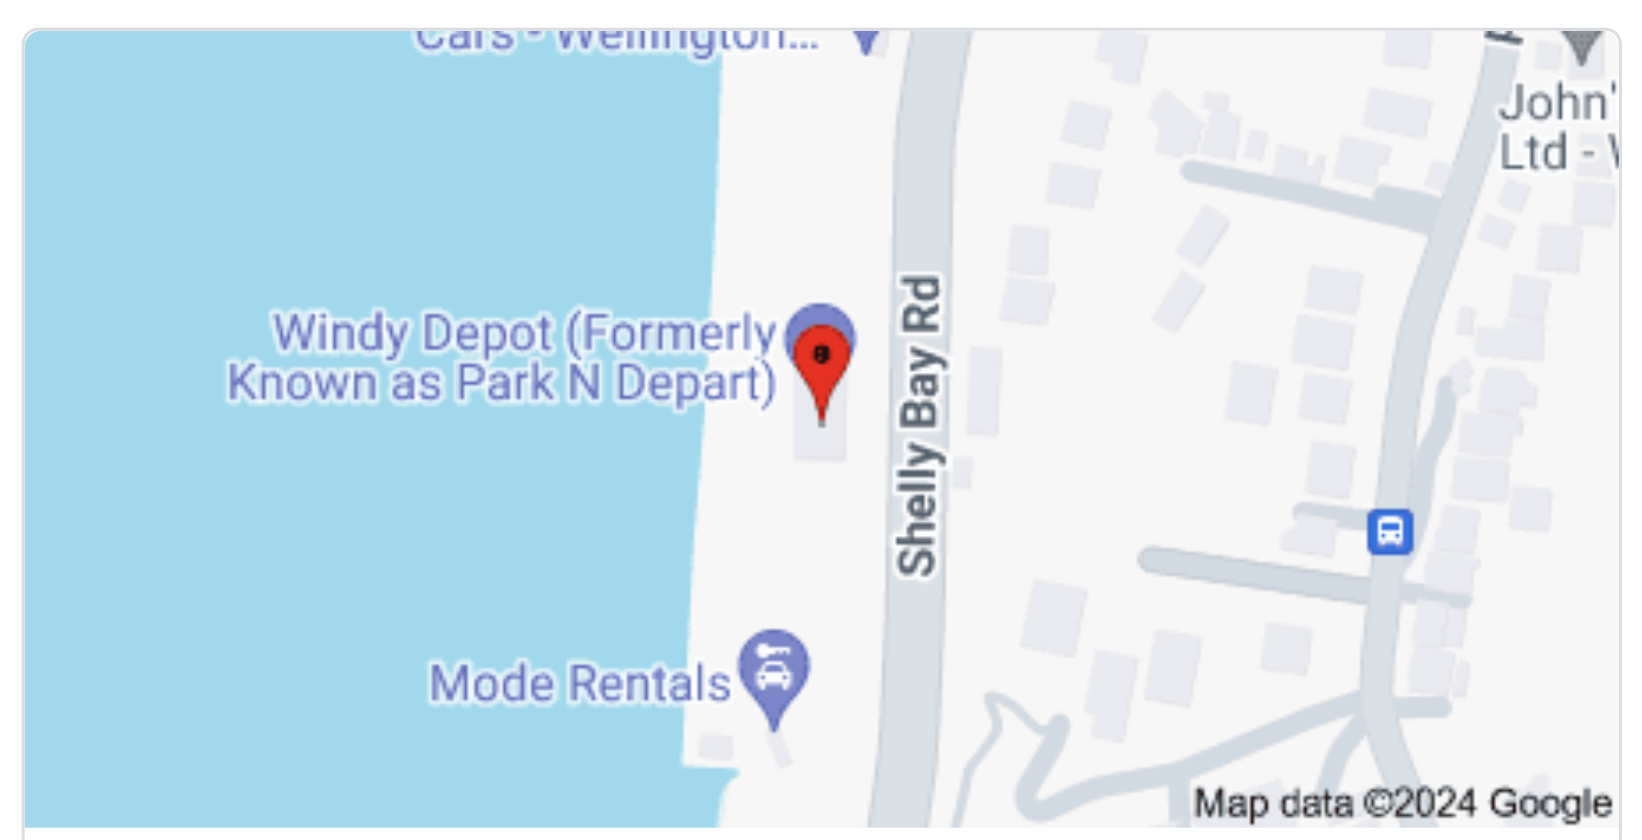 Cars - Wellington...
John'
Ltd -
Windy Depot (Formerly
Known as Park N Depart)
Shelly Bay Rd
Mode Rentals
Map data ©2024 Google